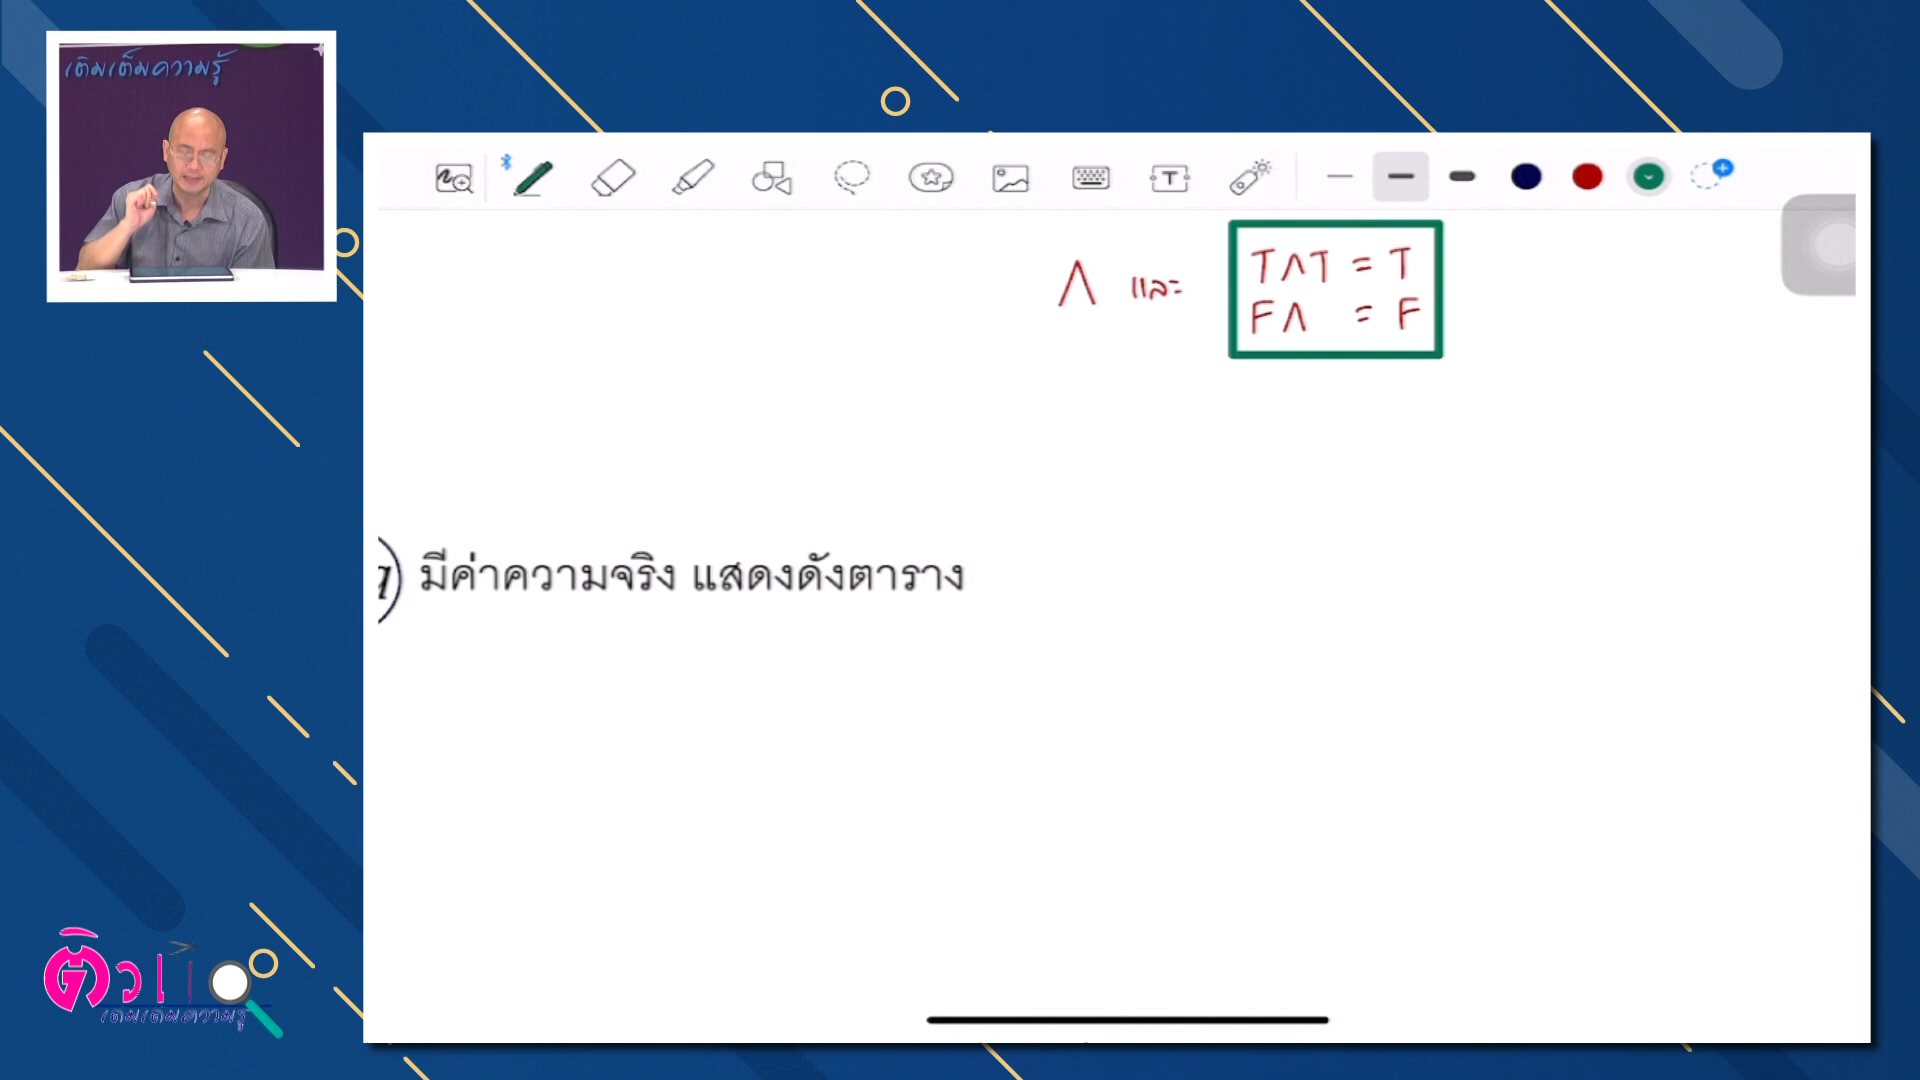 เติมเต็มความรู้
Λ และ
TΛT = T
FΛ = F
) มีค่าความจริง แสดงดังตาราง
ติว
เติมเต็มความรู้